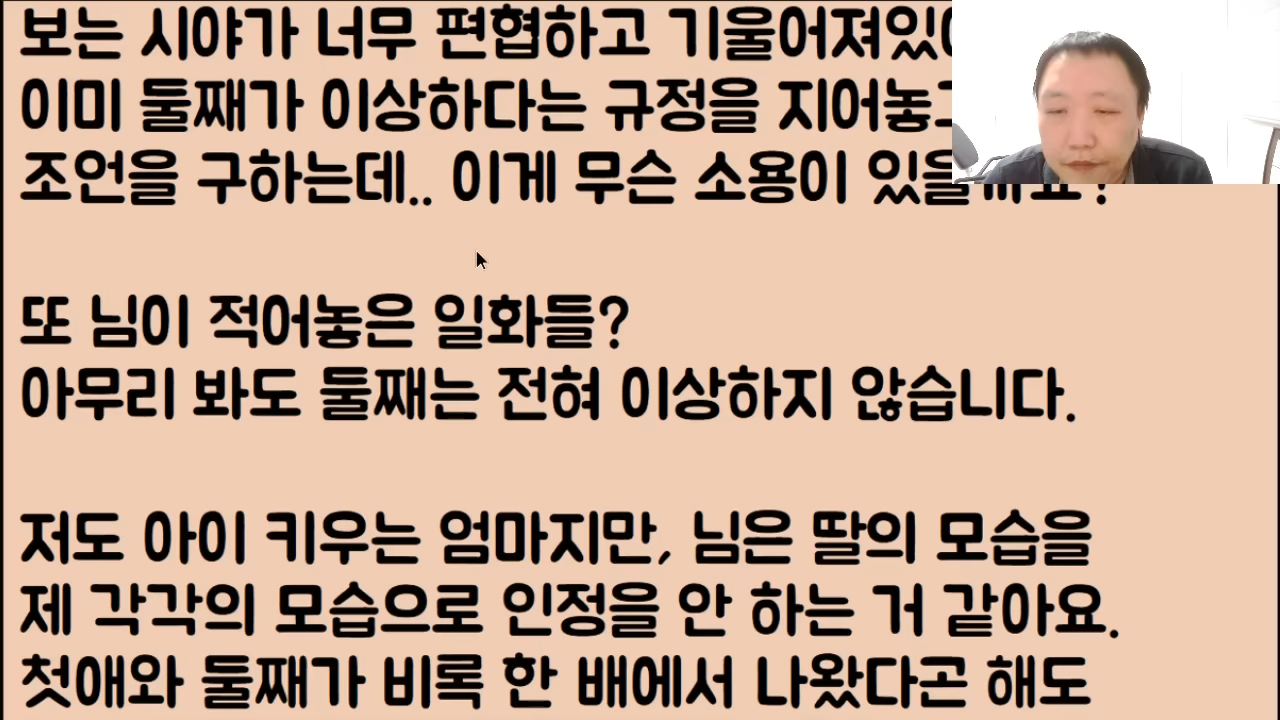 보는 시야가 너무 편협하고 기울어져있
이미 둘째가 이상하다는 규정을 지어놓
조언을 구하는데.. 이게 무슨 소용이 있을까요?
또 님이 적어놓은 일화들?
아무리 봐도 둘째는 전혀 이상하지 않습니다.
저도 아이 키우는 엄마지만, 님은 딸의 모습을
제 각각의 모습으로 인정을 안 하는 거 같아요.
첫애와 둘째가 비록 한 배에서 나왔다곤 해도